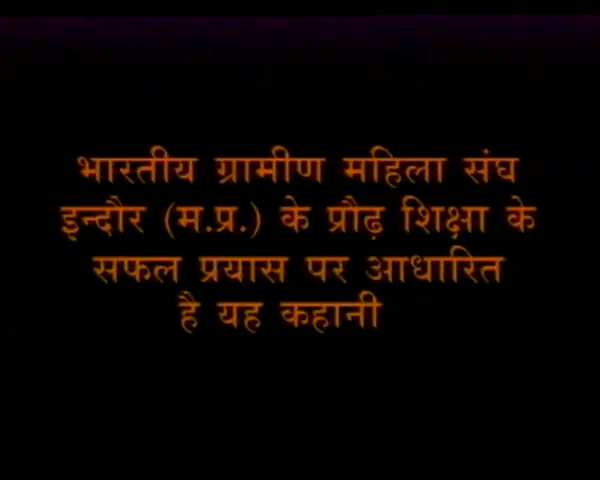 भारतीय ग्रामीण महिला संघ
इन्दौर (म.प्र.) के प्रौढ़ शिक्षा के
सफल प्रयास पर आधारित
है यह कहानी